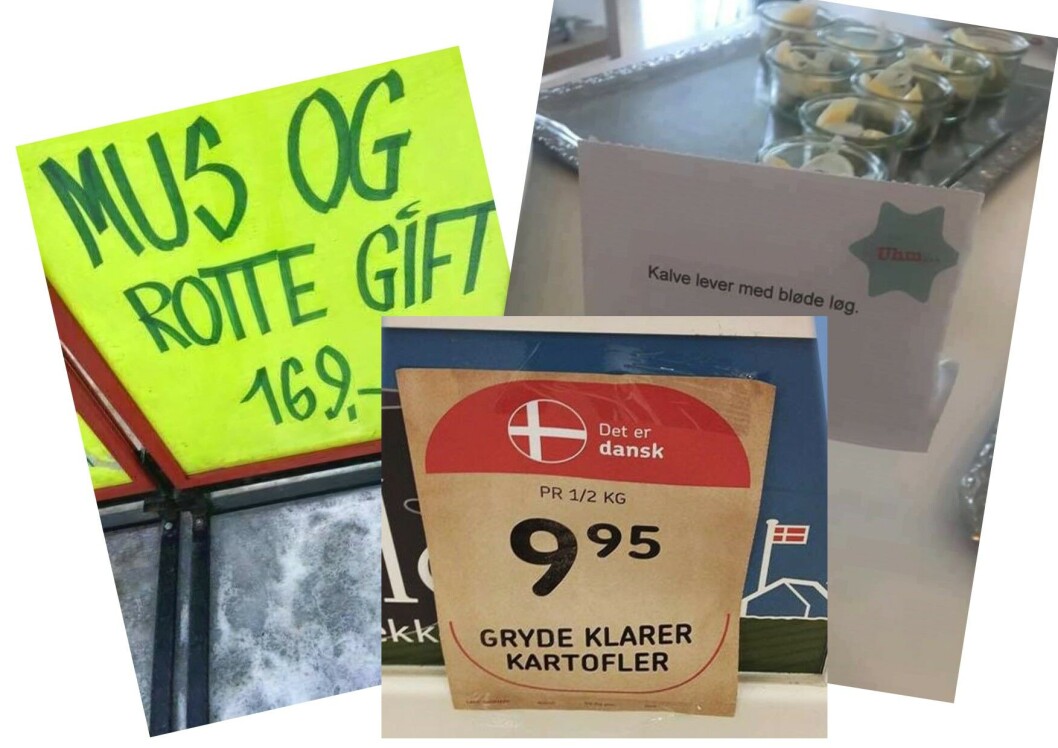 MUS OG
ROTTE GIFT
169.-
Uhm...
Kalve lever med bløde løg.
Det er
dansk
PR 1/2 KG
9 95
GRYDE KLARER
KARTOFLER